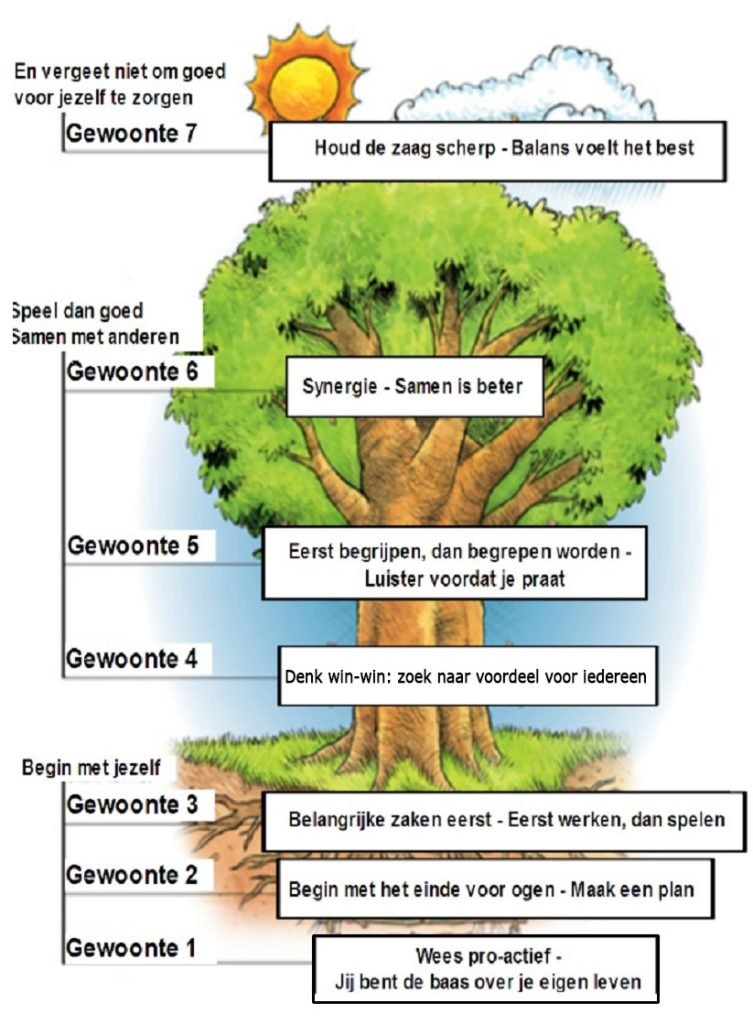 En vergeet niet om goed
voor jezelf te zorgen
Gewoonte 7
Houd de zaag scherp - Balans voelt het best
Speel dan goed
Samen met anderen
Gewoonte 6
Synergie - Samen is beter
Gewoonte 5
Eerst begrijpen, dan begrepen worden -
Luister voordat je praat
Gewoonte 4
Denk win-win: zoek naar voordeel voor iedereen
Begin met jezelf
Gewoonte 3
Belangrijke zaken eerst - Eerst werken, dan spelen
Gewoonte 2
Begin met het einde voor ogen - Maak een plan
Gewoonte 1
Wees pro-actief -
Jij bent de baas over je eigen leven